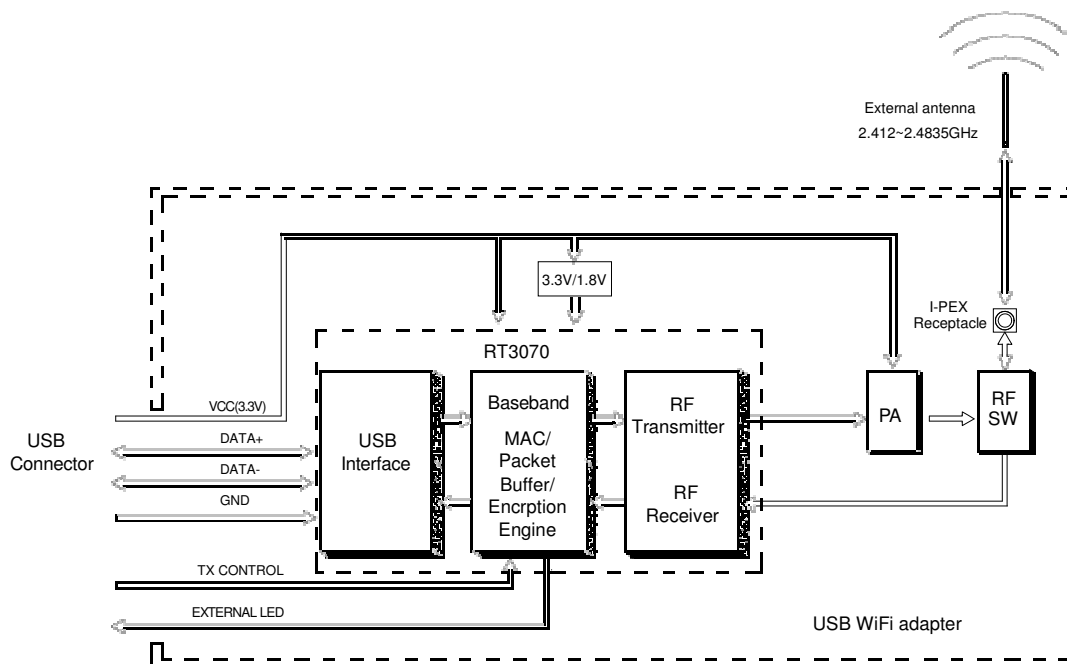 External antenna
2.412~2.4835GHz
3.3V/1.8V
I-PEX
Receptacle
RT3070
USB
Connector
VCC(3.3V)
DATA+
DATA-
GND
USB
Interface
Baseband
MAC/
Packet
Buffer/
Encrption
Engine
RF
Transmitter
RF
Receiver
PA
RF
SW
TX CONTROL
EXTERNAL LED
USB WiFi adapter